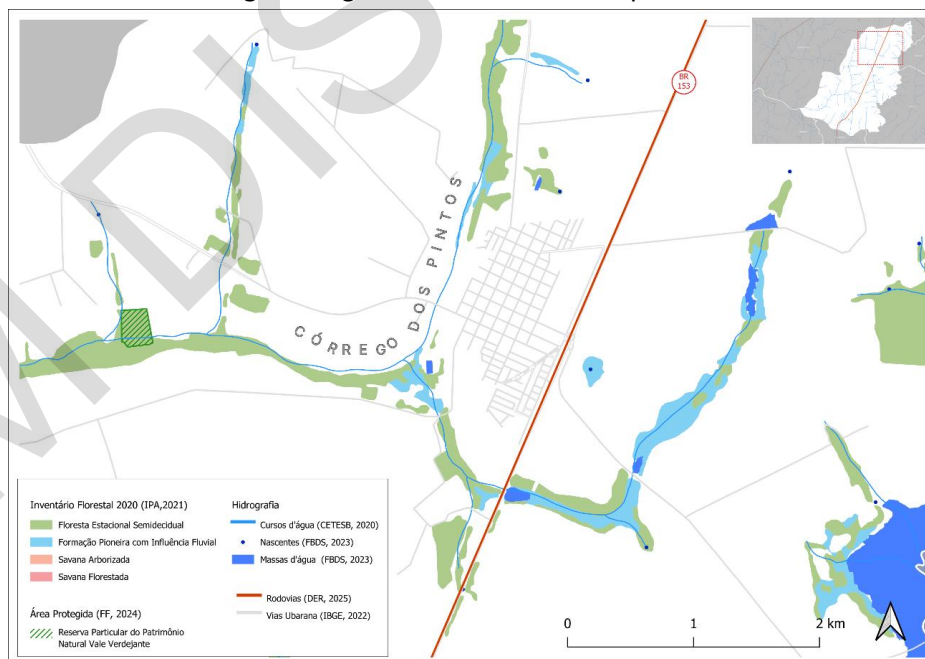 BR
153
CÓRREGO DOS PINTOS
Inventário Florestal 2020 (IPA,2021)
Floresta Estacional Semidecidual
Formação Pioneira com Influência Fluvial
Savana Arborizada
Savana Florestada
Área Protegida (FF, 2024)
Reserva Particular do Patrimônio
Natural Vale Verdejante
Hidrografia
Cursos d'água (CETESB, 2020)
Nascentes (FBDS, 2023)
Massas d'água (FBDS, 2023)
Rodovias (DER, 2025)
Vias Ubarana (IBGE, 2022)
0 1 2 km